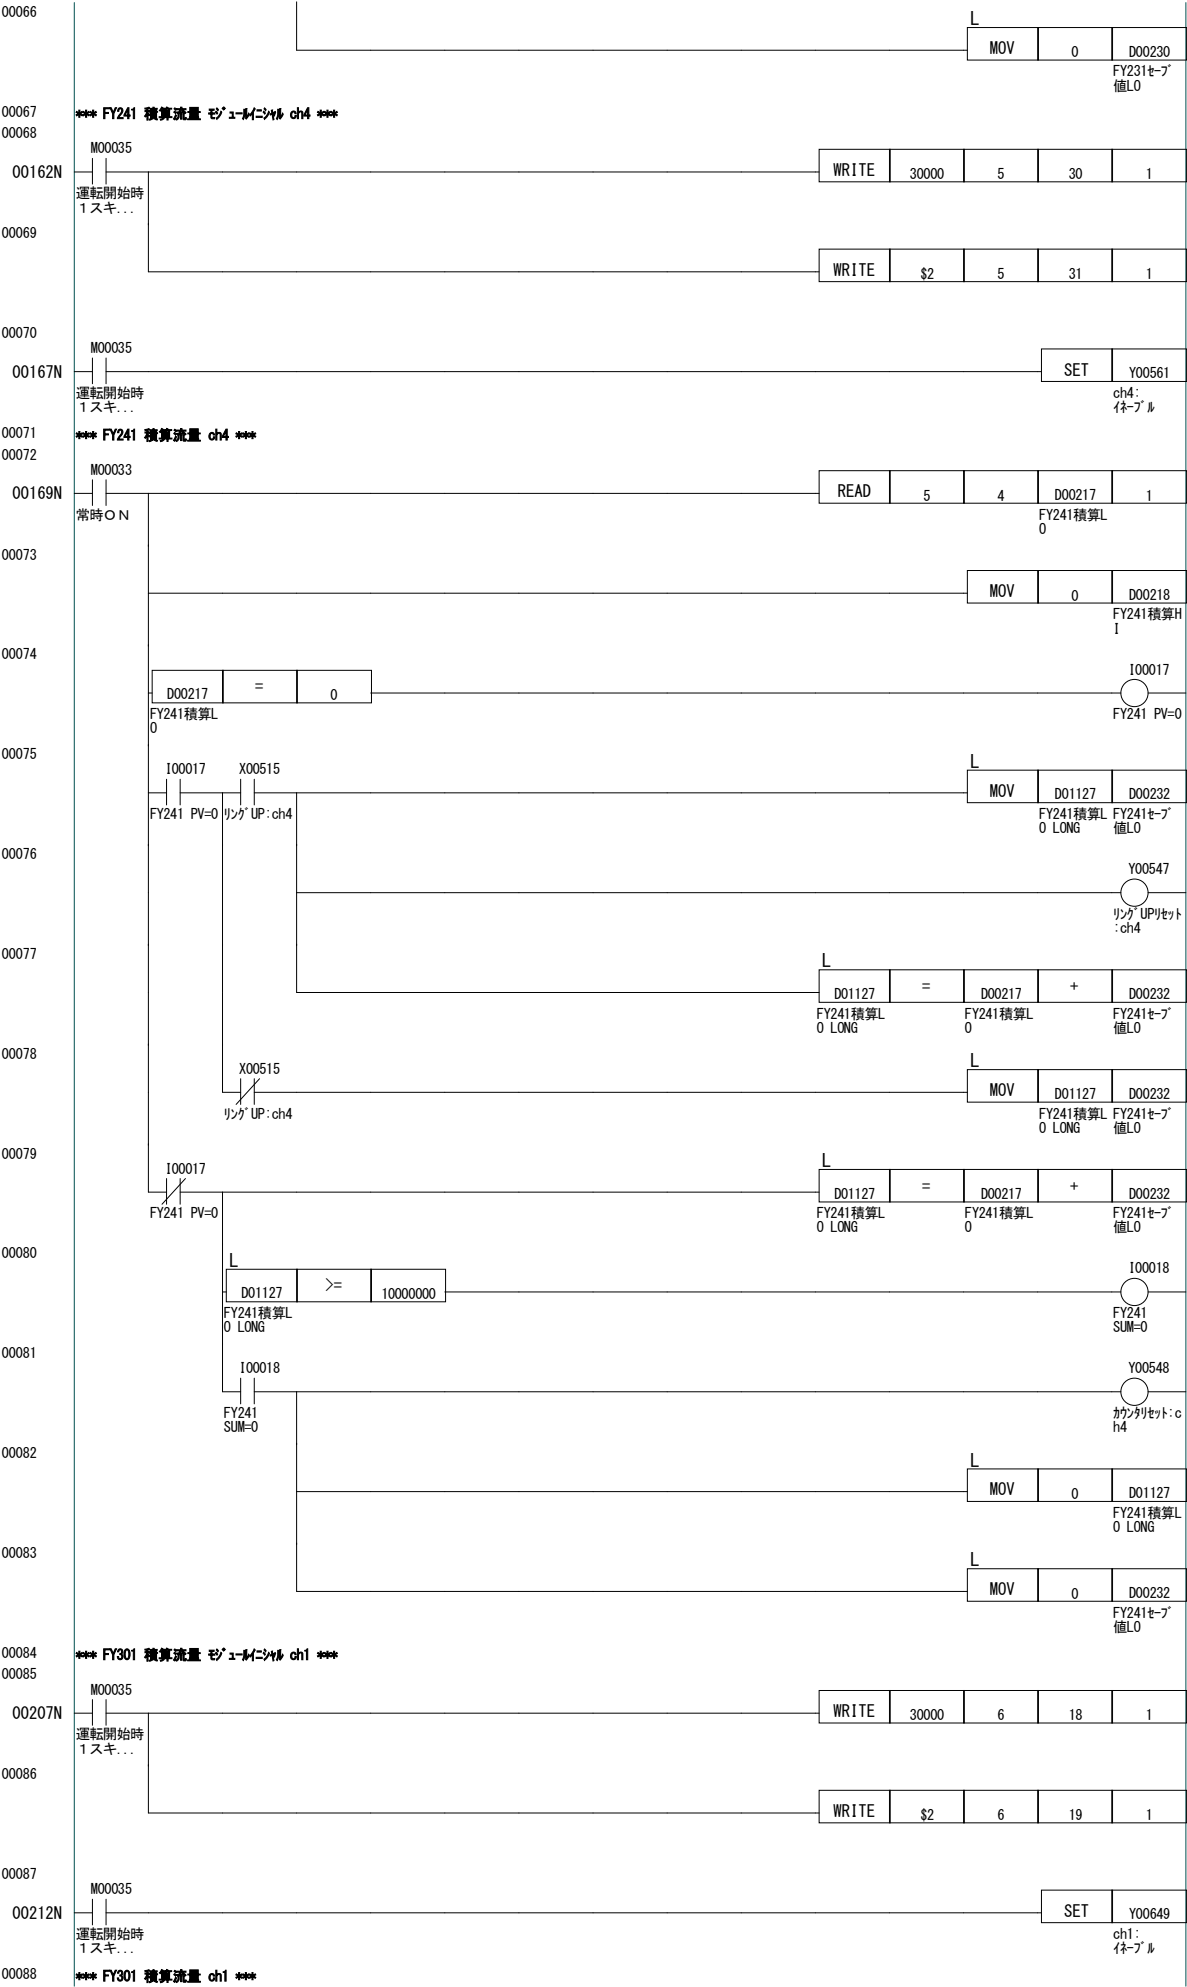 00066
L
MOV 0 D00230
FY231ｾｰﾌﾞ
値LO
00067 *** FY241 積算流量 ﾓｼﾞｭｰﾙｲﾆｼｬﾙ ch4 ***
00068
M00035
00162N WRITE 30000 5 30 1
運転開始時
1スキ...
00069
WRITE $2 5 31 1
00070
M00035
00167N SET Y00561
運転開始時
1スキ...
ch4:
ｲﾈｰﾌﾞﾙ
00071 *** FY241 積算流量 ch4 ***
00072
M00033
00169N READ 5 4 D00217 1
常時ＯＮ
FY241積算L
O
00073
MOV 0 D00218
FY241積算H
I
00074
I00017
D00217 = 0
FY241積算L
O
FY241 PV=0
00075
I00017 X00515 L
MOV D01127 D00232
FY241 PV=0 ﾘﾝｸﾞUP:ch4
FY241積算L FY241ｾｰﾌﾞ
O LONG 値LO
00076
Y00547
ﾘﾝｸﾞUPﾘｾｯﾄ
:ch4
00077
L
D01127 = D00217 + D00232
FY241積算L FY241積算L FY241ｾｰﾌﾞ
O LONG O 値LO
00078
X00515 L
MOV D01127 D00232
ﾘﾝｸﾞUP:ch4
FY241積算L FY241ｾｰﾌﾞ
O LONG 値LO
00079
I00017 L
D01127 = D00217 + D00232
FY241 PV=0
FY241積算L FY241積算L FY241ｾｰﾌﾞ
O LONG O 値LO
00080
L I00018
D01127 >= 10000000
FY241積算L
O LONG
FY241
SUM=0
00081
I00018 Y00548
FY241
SUM=0
ｶｳﾝﾀﾘｾｯﾄ:c
h4
00082
L
MOV 0 D01127
FY241積算L
O LONG
00083
L
MOV 0 D00232
FY241ｾｰﾌﾞ
値LO
00084 *** FY301 積算流量 ﾓｼﾞｭｰﾙｲﾆｼｬﾙ ch1 ***
00085
M00035
00207N WRITE 30000 6 18 1
運転開始時
1スキ...
00086
WRITE $2 6 19 1
00087
M00035
00212N SET Y00649
運転開始時
1スキ...
ch1:
ｲﾈｰﾌﾞﾙ
00088 *** FY301 積算流量 ch1 ***